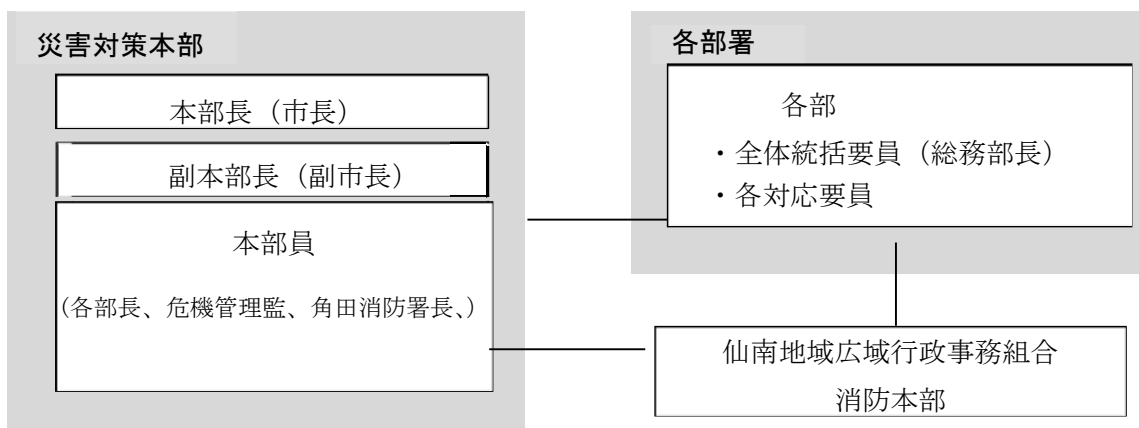 災害対策本部
本部長（市長）
副本部長（副市長）
本部員
（各部長、危機管理監、角田消防署長、）
各部署
各部
・全体統括要員（総務部長）
・各対応要員
仙南地域広域行政事務組合
消防本部